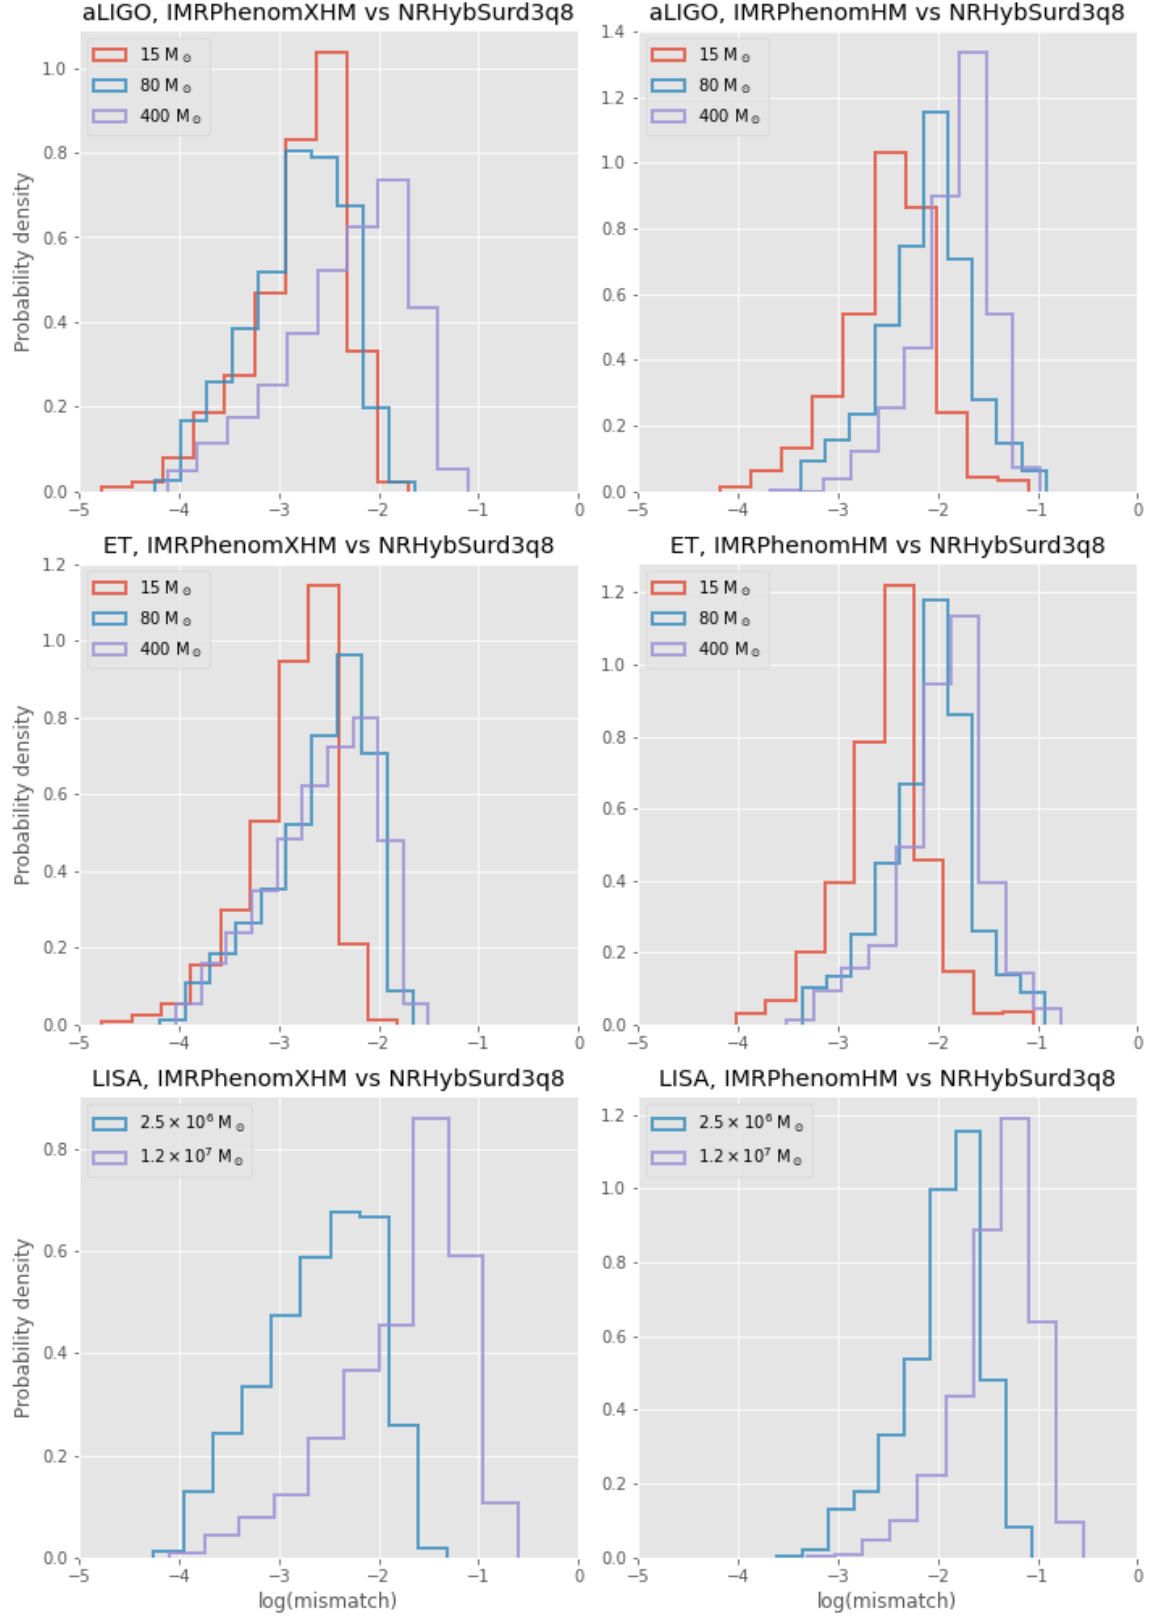 aLIGO, IMRPhenomXHM vs NRHybSurd3q8
15 M⊙
80 M⊙
400 M⊙
Probability density
1.0
0.8
0.6
0.4
0.2
0.0
−5 −4 −3 −2 −1 0
aLIGO, IMRPhenomHM vs NRHybSurd3q8
15 M⊙
80 M⊙
400 M⊙
1.4
1.2
1.0
0.8
0.6
0.4
0.2
0.0
−4 −3 −2 −1 0
ET, IMRPhenomXHM vs NRHybSurd3q8
15 M⊙
80 M⊙
400 M⊙
Probability density
1.2
1.0
0.8
0.6
0.4
0.2
0.0
−5 −4 −3 −2 −1 0
ET, IMRPhenomHM vs NRHybSurd3q8
15 M⊙
80 M⊙
400 M⊙
1.2
1.0
0.8
0.6
0.4
0.2
0.0
−4 −3 −2 −1 0
LISA, IMRPhenomXHM vs NRHybSurd3q8
2.5 × 10⁶ M⊙
1.2 × 10⁷ M⊙
Probability density
0.8
0.6
0.4
0.2
0.0
−5 −4 −3 −2 −1 0
log(mismatch)
LISA, IMRPhenomHM vs NRHybSurd3q8
2.5 × 10⁶ M⊙
1.2 × 10⁷ M⊙
1.2
1.0
0.8
0.6
0.4
0.2
0.0
−4 −3 −2 −1 0
log(mismatch)